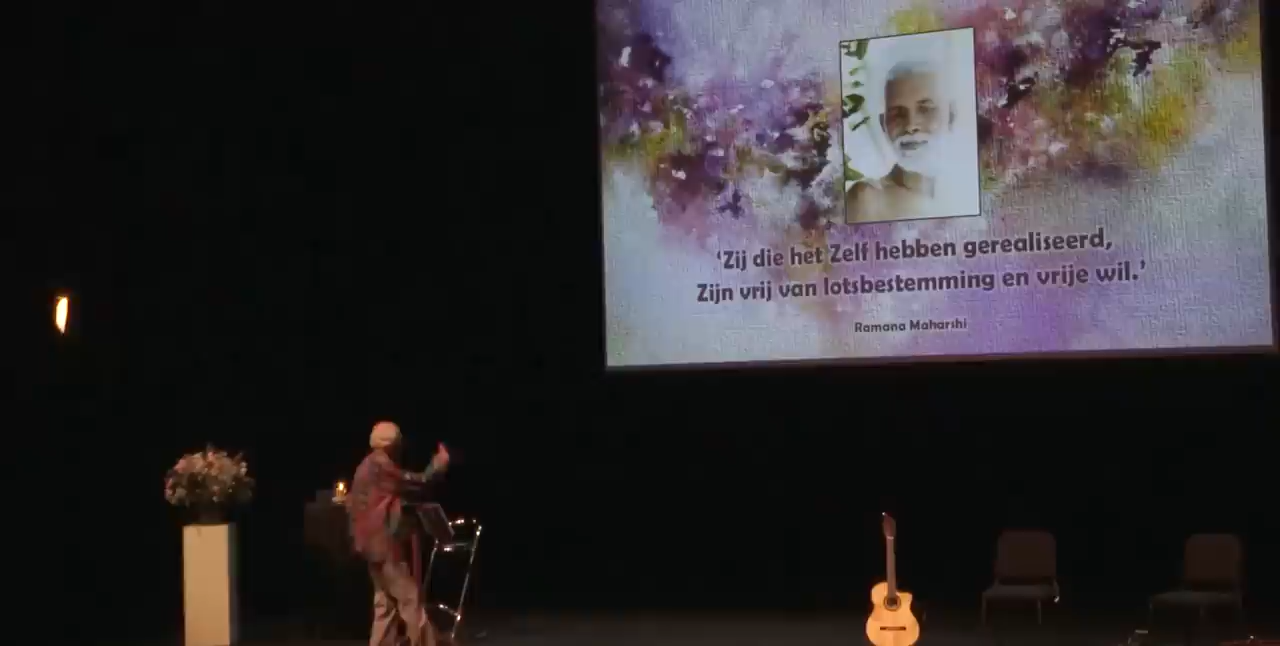 ‘Zij die het Zelf hebben gerealiseerd,
Zijn vrij van lotsbestemming en vrije wil.’
Ramana Maharshi